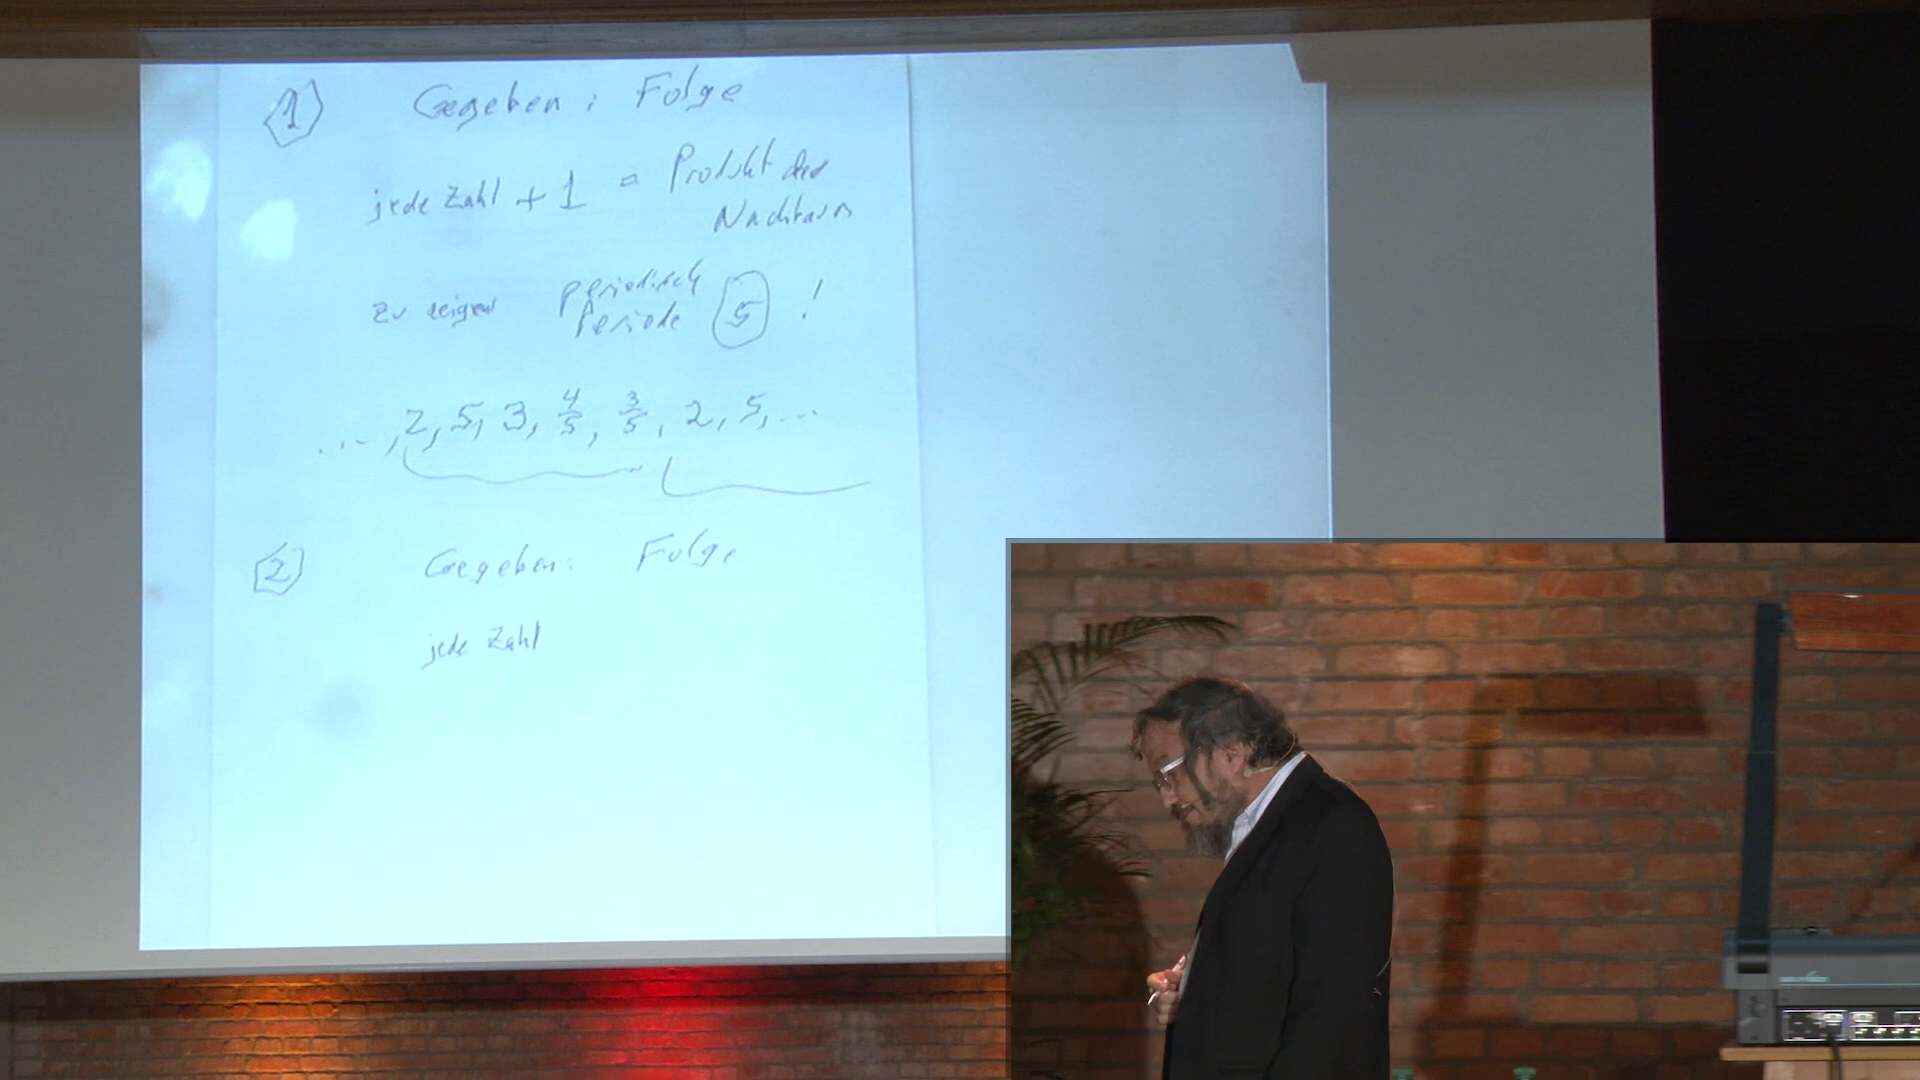 1 Gegeben: Folge
jede Zahl + 1 = Produkt der
Nachbarn
zu zeigen periodisch
Periode 5 !
..., 2, 5, 3, 4/5, 3/5, 2, 5, ...
2 Gegeben: Folge
jede Zahl